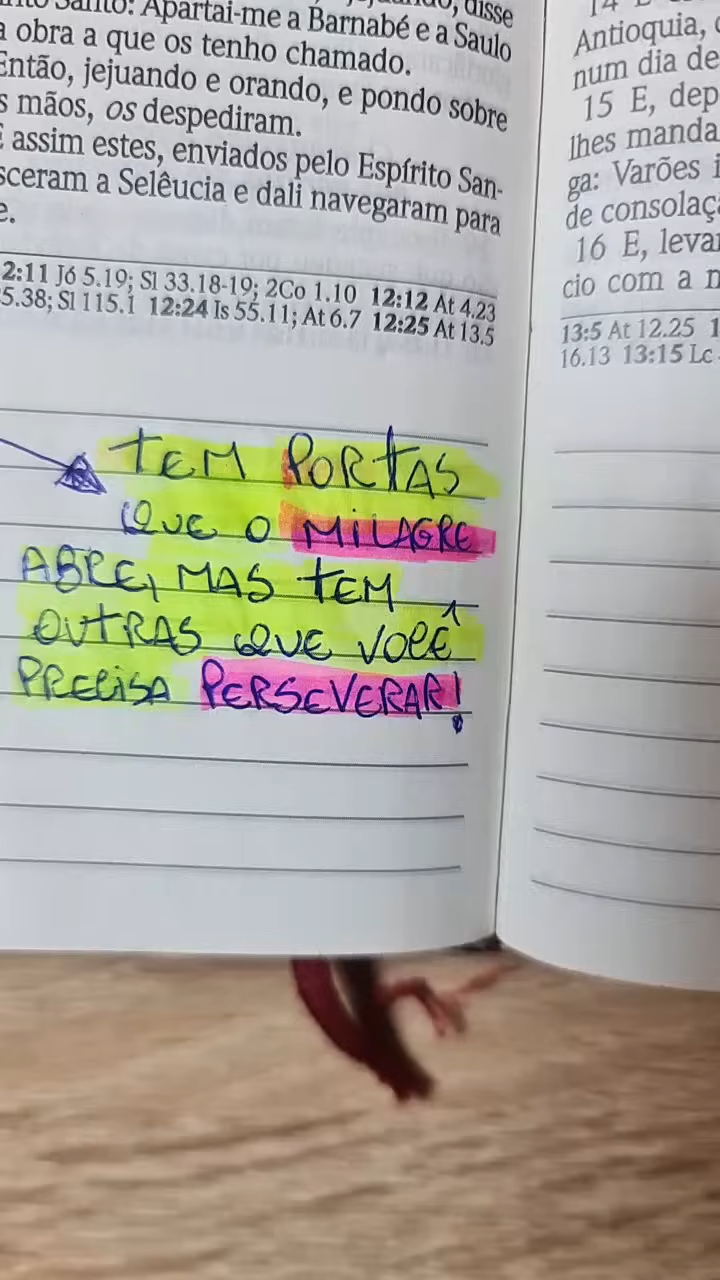 Santo: Apartai-me a Barnabé e a Saulo
a obra a que os tenho chamado.
Então, jejuando e orando, e pondo sobre
s mãos, os despediram.
E assim estes, enviados pelo Espírito San-
sceram a Selêucia e dali navegaram para
e.
2:11 Jó 5.19; Sl 33.18-19; 2Co 1.10 12:12 At 4.23
5.38; Sl 115.1 12:24 Is 55.11; At 6.7 12:25 At 13.5
TEM PORTAS
QUE O MILAGRE
ABRE, MAS TEM
OUTRAS QUE VOCÊ
PRECISA PERSEVERAR!
14 E
Antioquia,
num dia de
15 E, dep
lhes manda
ga: Varões i
de consolaç
16 E, leva
cio com a
13:5 At 12.25 1
16.13 13:15 Lc